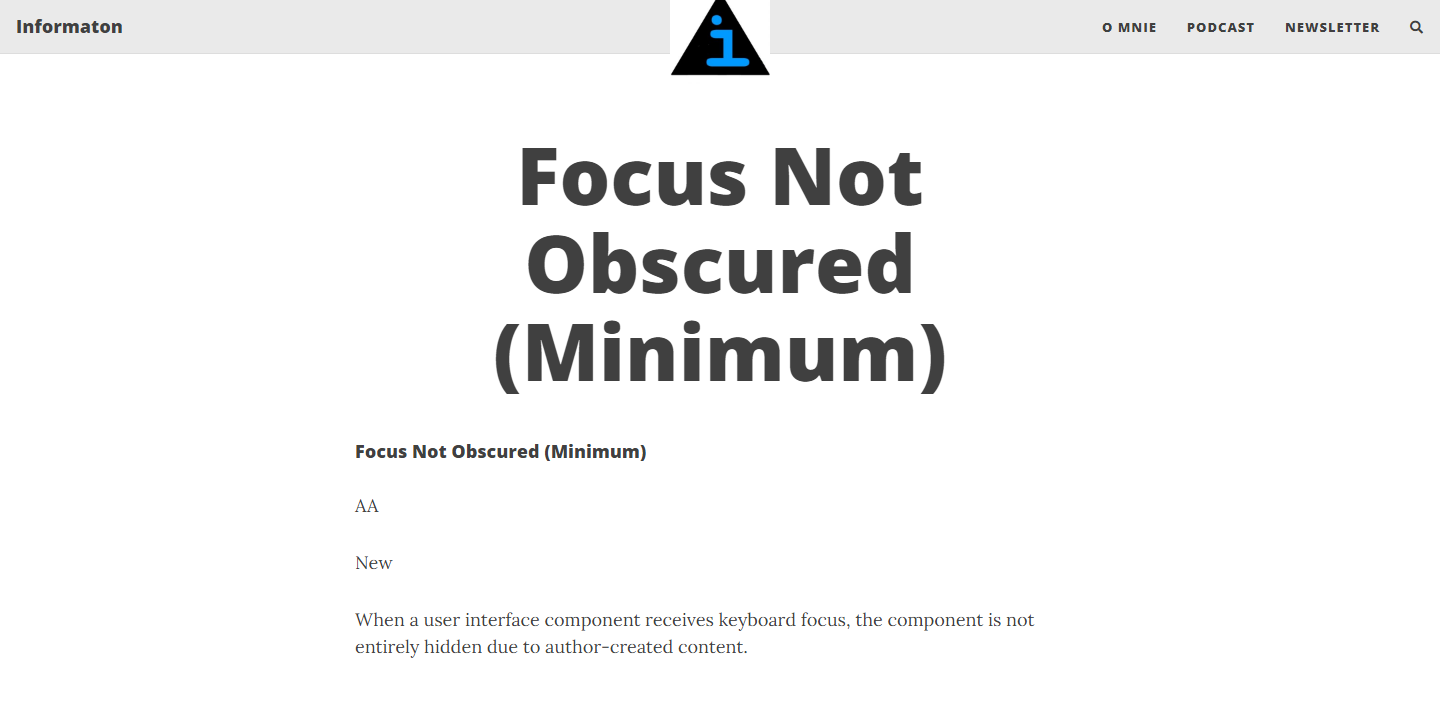 Informaton
i
O MNIE
PODCAST
NEWSLETTER
Focus Not
Obscured
(Minimum)
Focus Not Obscured (Minimum)
AA
New
When a user interface component receives keyboard focus, the component is not
entirely hidden due to author-created content.